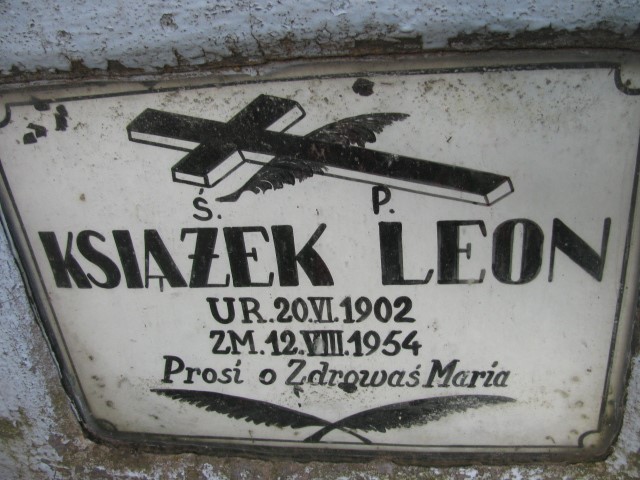 Ś. P.
KSIĄŻEK LEON
UR. 20.VI.1902
ZM. 12.VIII.1954
Prosi o Zdrowaś Maria